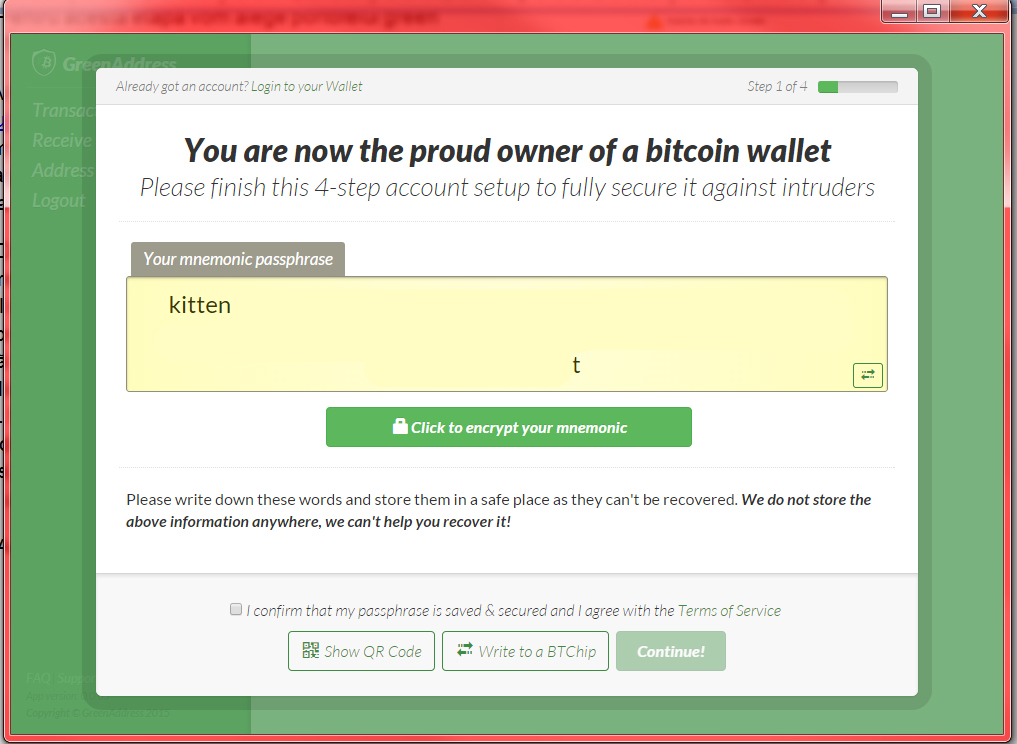 GreenAddress
Already got an account? Login to your Wallet
Step 1 of 4
Transact
Receive
Address
Logout
You are now the proud owner of a bitcoin wallet
Please finish this 4-step account setup to fully secure it against intruders
Your mnemonic passphrase
kitten
t
Click to encrypt your mnemonic
Please write down these words and store them in a safe place as they can't be recovered. We do not store the
above information anywhere, we can't help you recover it!
I confirm that my passphrase is saved & secured and I agree with the Terms of Service
Show QR Code
Write to a BTChip
Continue!
FAQ Support
Copyright © GreenAddress 2015